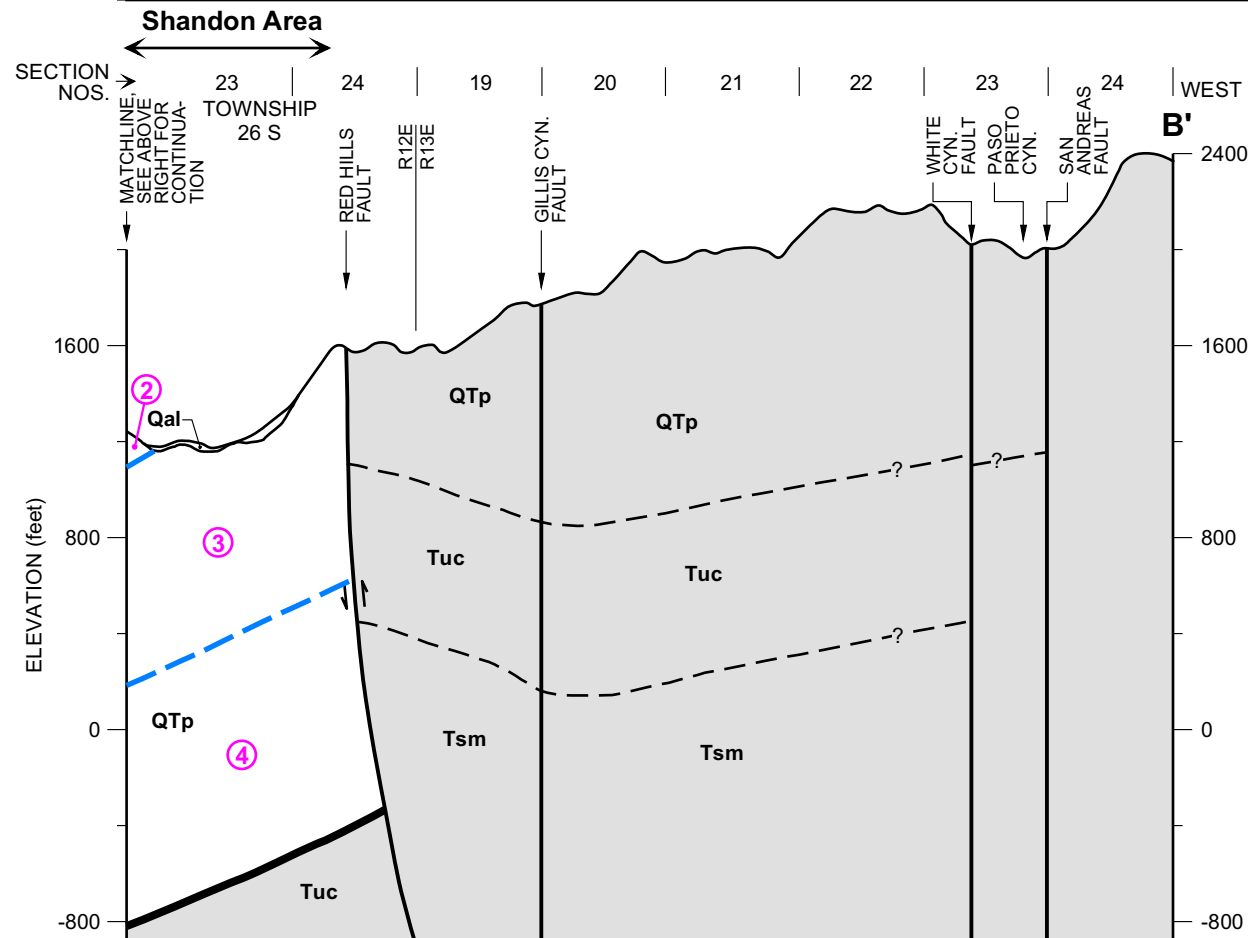 Shandon Area
SECTION
NOS.
23
24
19
20
21
22
23
24
WEST
TOWNSHIP
26 S
MATCHLINE,
SEE ABOVE
RIGHT FOR
CONTINUA-
TION
RED HILLS
FAULT
R12E
R13E
GILLIS CYN.
FAULT
WHITE
CYN.
FAULT
PASO
PRIETO
CYN.
SAN
ANDREAS
FAULT
B'
2400
1600
1600
2
Qal
QTp
QTp
?
?
ELEVATION (feet)
800
800
3
Tuc
Tuc
?
0
0
QTp
4
Tsm
Tsm
Tuc
-800
-800